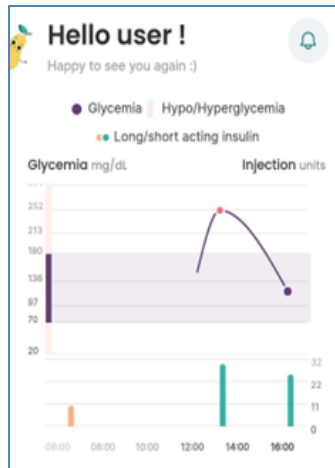 Hello user !
Happy to see you again :)
Glycemia Hypo/Hyperglycemia
Long/short acting insulin
Glycemia mg/dL Injection units
252
213
180
136
97
70
20
32
22
11
0
06:00 08:00 10:00 12:00 14:00 16:00